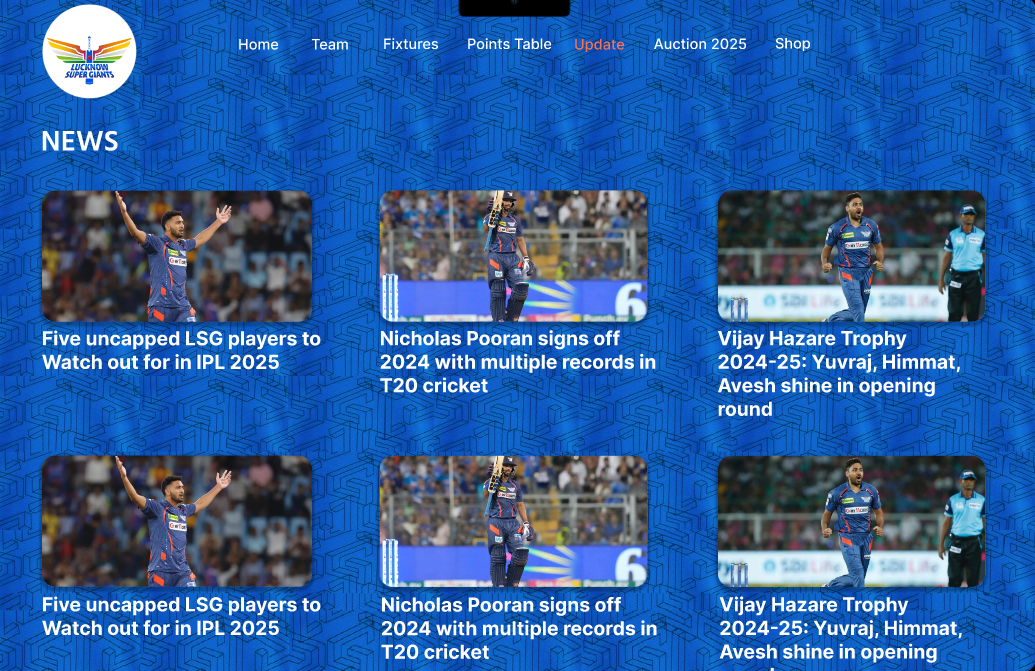 LUCKNOW
SUPER GIANTS
Home Team Fixtures Points Table Update Auction 2025 Shop
NEWS
6
Five uncapped LSG players to
Watch out for in IPL 2025
Nicholas Pooran signs off
2024 with multiple records in
T20 cricket
Vijay Hazare Trophy
2024-25: Yuvraj, Himmat,
Avesh shine in opening
round
6
Five uncapped LSG players to
Watch out for in IPL 2025
Nicholas Pooran signs off
2024 with multiple records in
T20 cricket
Vijay Hazare Trophy
2024-25: Yuvraj, Himmat,
Avesh shine in opening